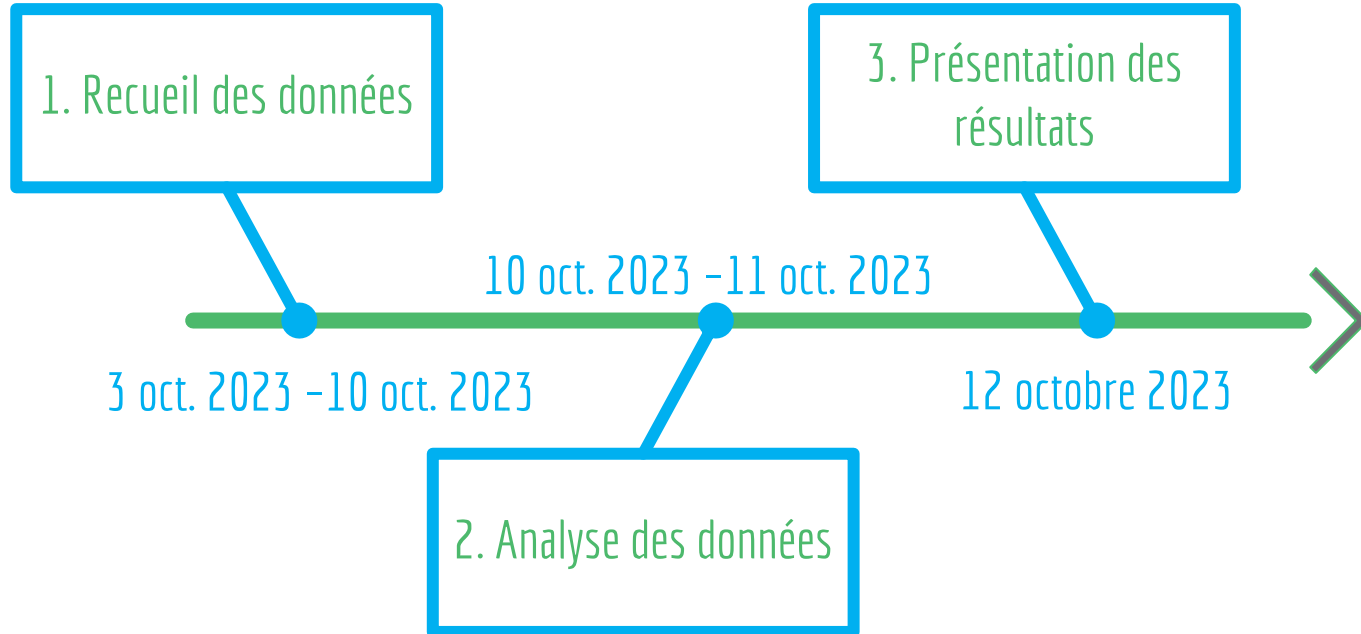 1. Recueil des données
3. Présentation des
résultats
10 oct. 2023 –11 oct. 2023
3 oct. 2023 –10 oct. 2023
12 octobre 2023
2. Analyse des données